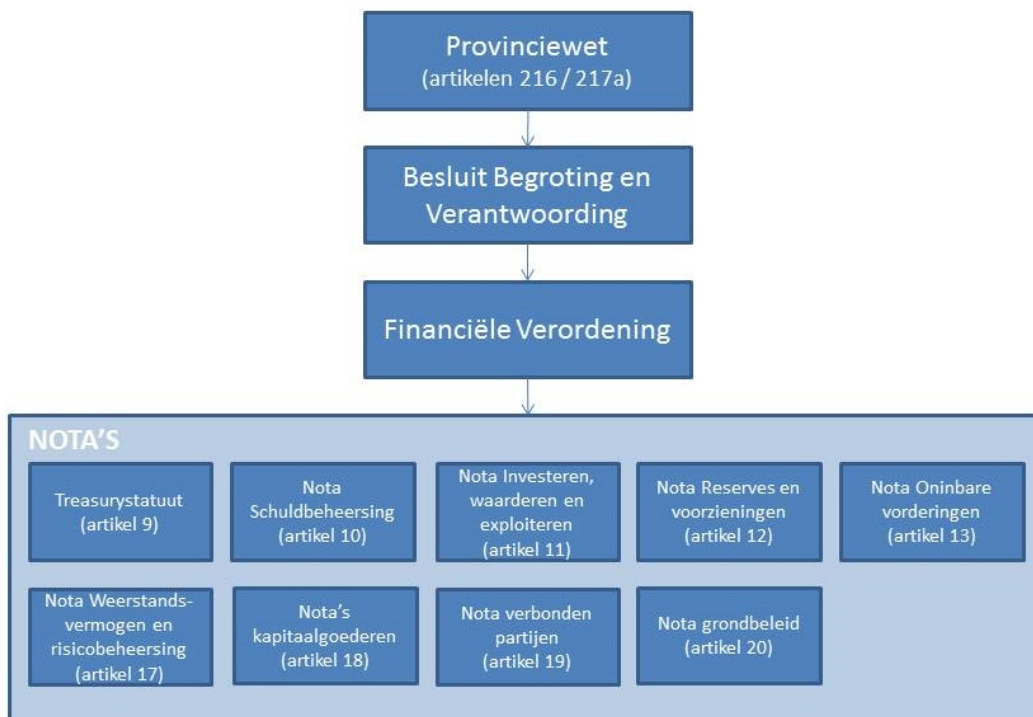 Provinciewet
(artikelen 216 / 217a)
Besluit Begroting en
Verantwoording
Financiële Verordening
NOTA'S
Treasurystatuut
(artikel 9)
Nota
Schuldbeheersing
(artikel 10)
Nota Investeren,
waarderen en
exploiteren
(artikel 11)
Nota Reserves en
voorzieningen
(artikel 12)
Nota Oninbare
vorderingen
(artikel 13)
Nota Weerstands-
vermogen en
risicobeheersing
(artikel 17)
Nota's
kapitaalgoederen
(artikel 18)
Nota verbonden
partijen
(artikel 19)
Nota grondbeleid
(artikel 20)